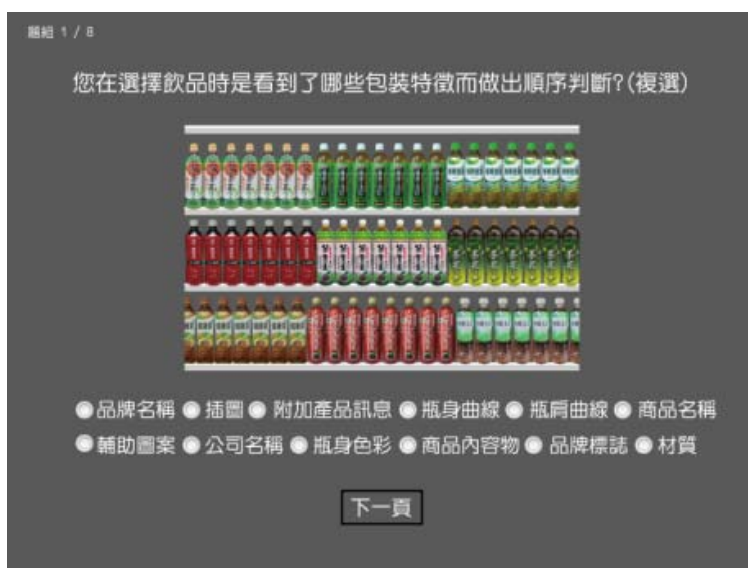 題組 1 / 8
您在選擇飲品時是看到了哪些包裝特徵而做出順序判斷?(複選)
品牌名稱 插圖 附加產品訊息 瓶身曲線 瓶肩曲線 商品名稱
輔助圖案 公司名稱 瓶身色彩 商品內容物 品牌標誌 材質
下一頁